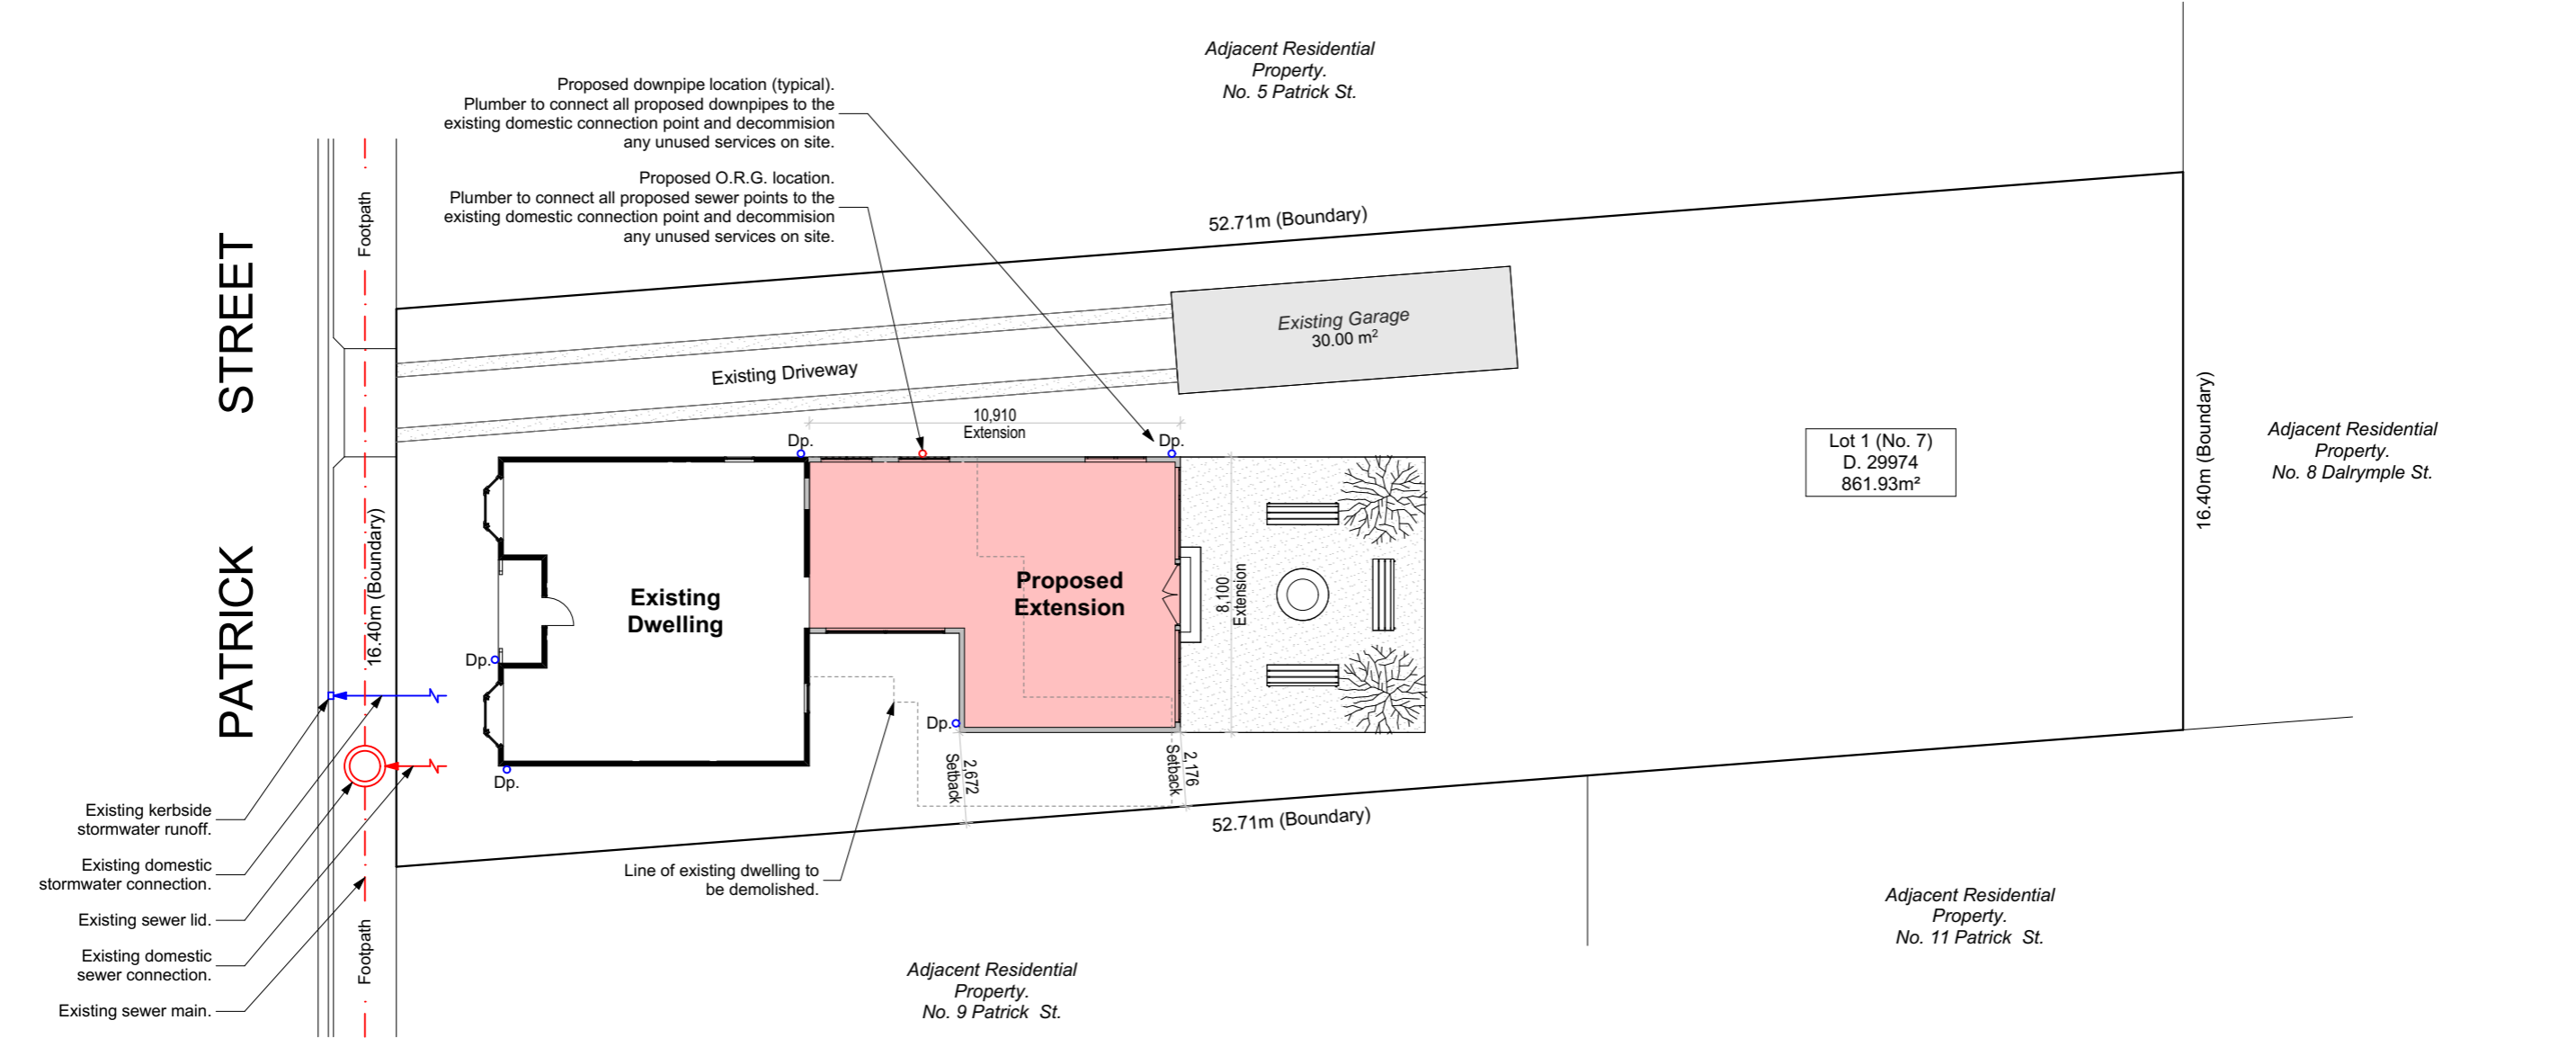 Adjacent Residential
Property.
No. 5 Patrick St.
Proposed downpipe location (typical).
Plumber to connect all proposed downpipes to the
existing domestic connection point and decommision
any unused services on site.
Proposed O.R.G. location.
Plumber to connect all proposed sewer points to the
existing domestic connection point and decommision
any unused services on site.
Footpath
PATRICK STREET
52.71m (Boundary)
Existing Garage
30.00 m²
Existing Driveway
10,910
Extension
Dp.
Dp.
Lot 1 (No. 7)
D. 29974
861.93m²
16.40m (Boundary)
Adjacent Residential
Property.
No. 8 Dalrymple St.
16.40m (Boundary)
Existing
Dwelling
Proposed
Extension
8,100
Extension
Dp.
Dp.
Dp.
2,672
Setback
2,176
Setback
52.71m (Boundary)
Existing kerbside
stormwater runoff.
Existing domestic
stormwater connection.
Existing sewer lid.
Existing domestic
sewer connection.
Existing sewer main.
Footpath
Line of existing dwelling to
be demolished.
Adjacent Residential
Property.
No. 9 Patrick St.
Adjacent Residential
Property.
No. 11 Patrick St.